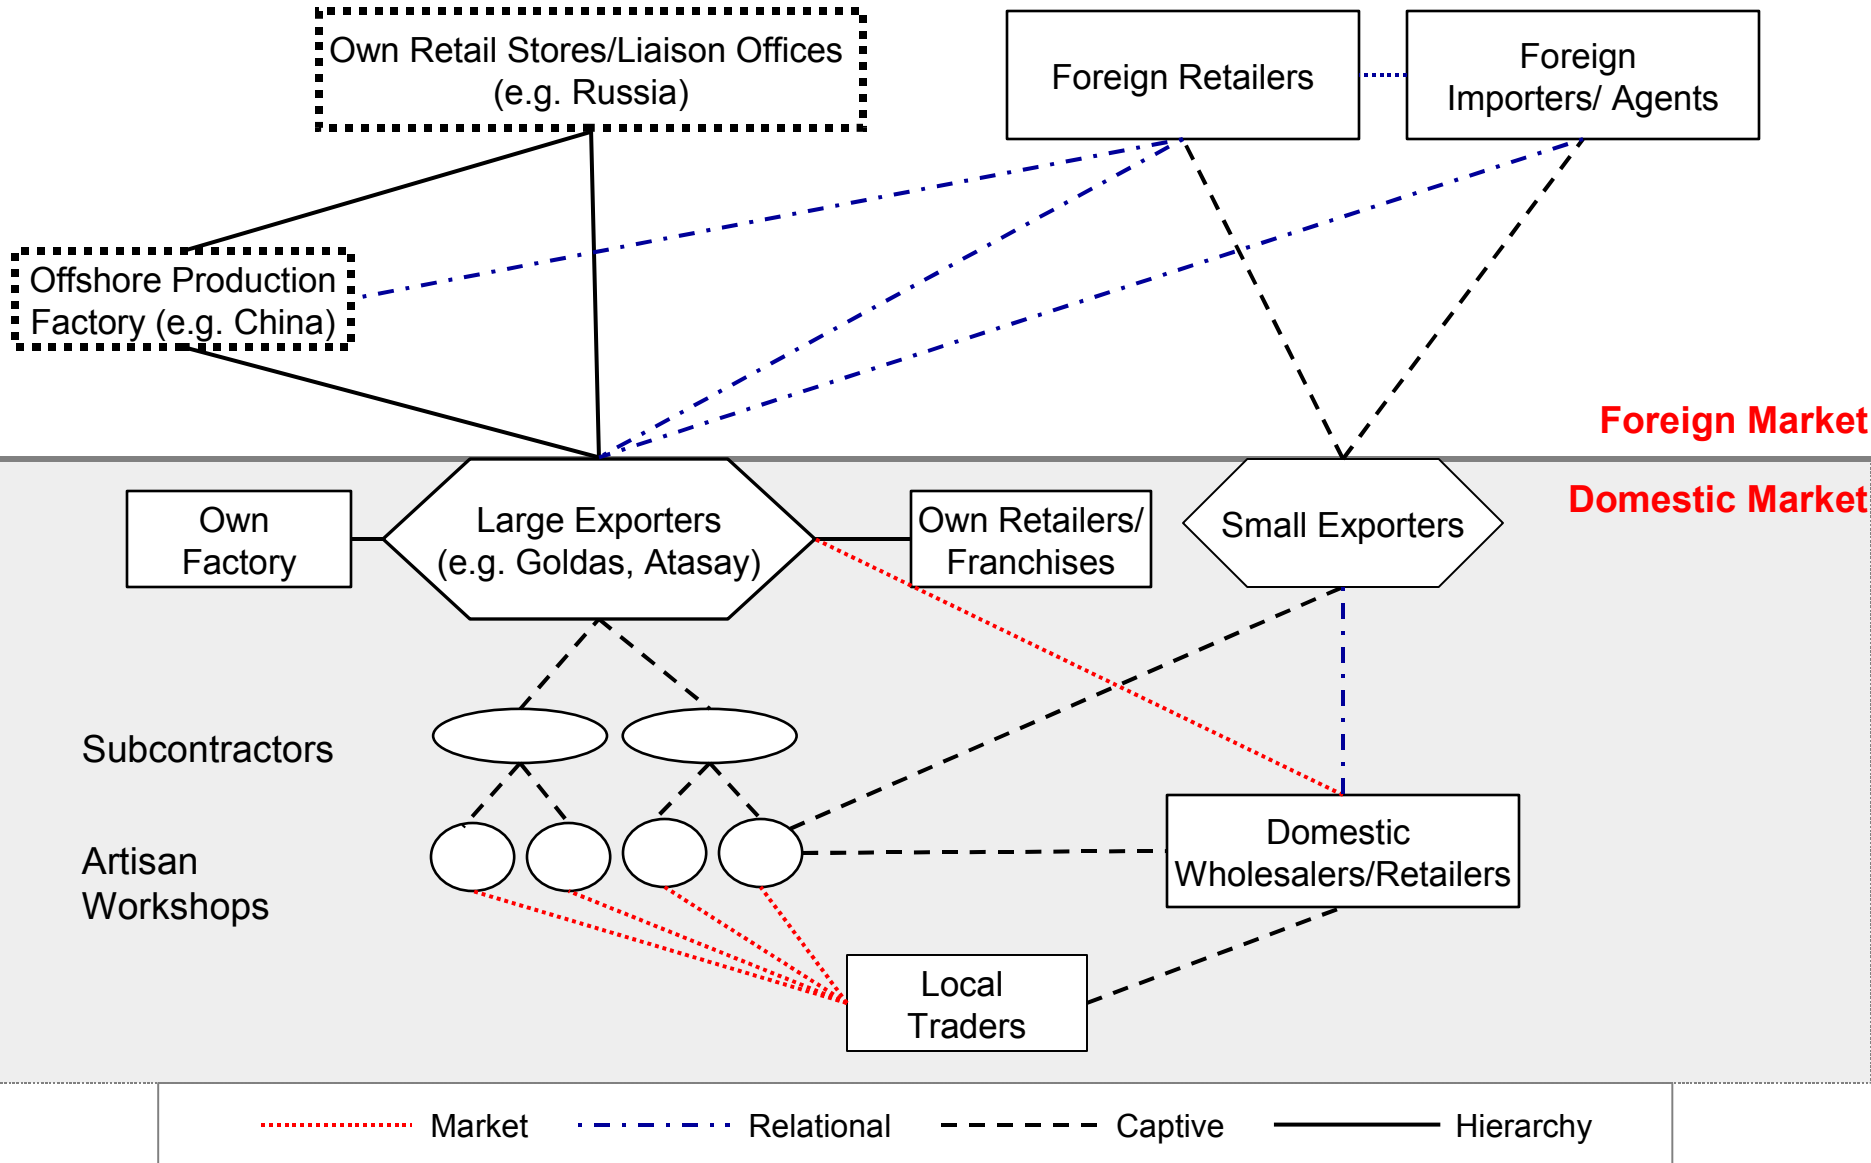 Own Retail Stores/Liaison Offices
(e.g. Russia)
Foreign Retailers
Foreign
Importers/ Agents
Offshore Production
Factory (e.g. China)
Foreign Market
Domestic Market
Own
Factory
Large Exporters
(e.g. Goldas, Atasay)
Own Retailers/
Franchises
Small Exporters
Subcontractors
Artisan
Workshops
Domestic
Wholesalers/Retailers
Local
Traders
Market
Relational
Captive
Hierarchy